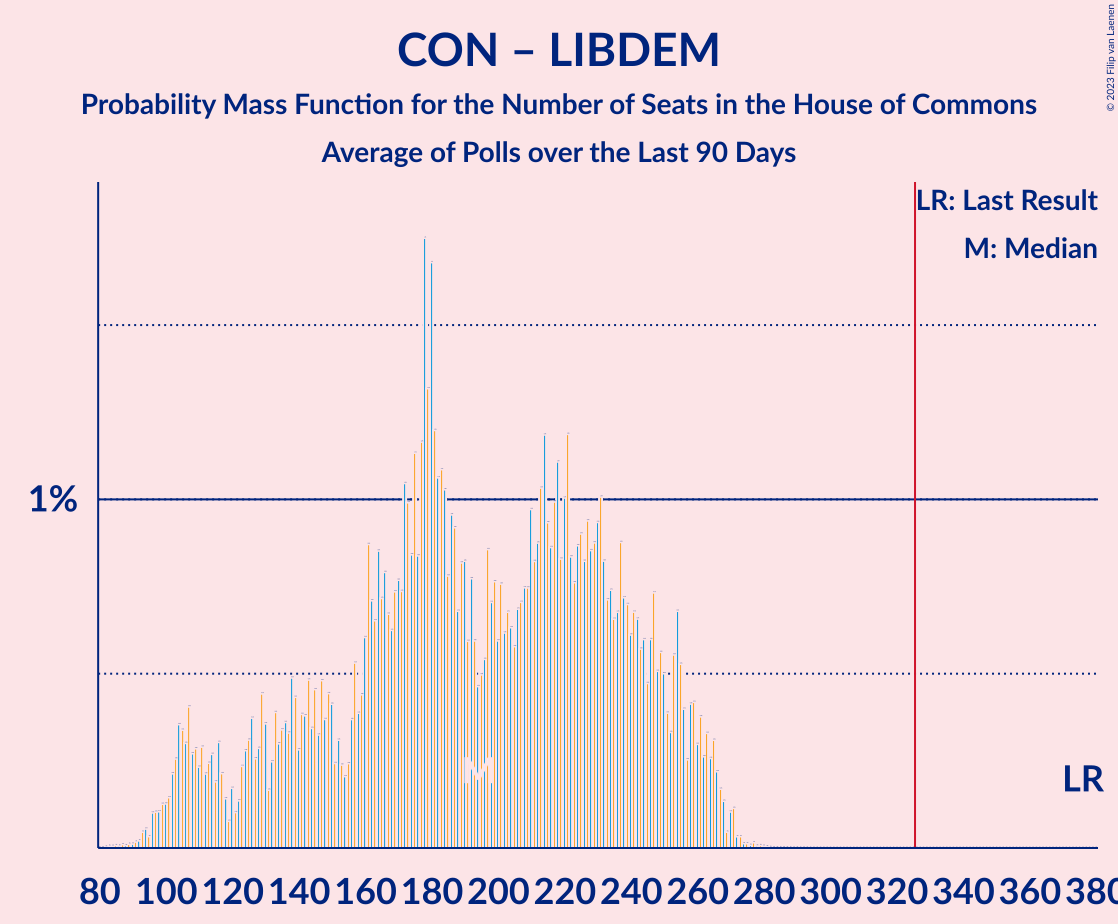 CON – LIBDEM
Probability Mass Function for the Number of Seats in the House of Commons
Average of Polls over the Last 90 Days
© 2023 Filip van Laenen
LR: Last Result
M: Median
1%
M
LR
80 100 120 140 160 180 200 220 240 260 280 300 320 340 360 380